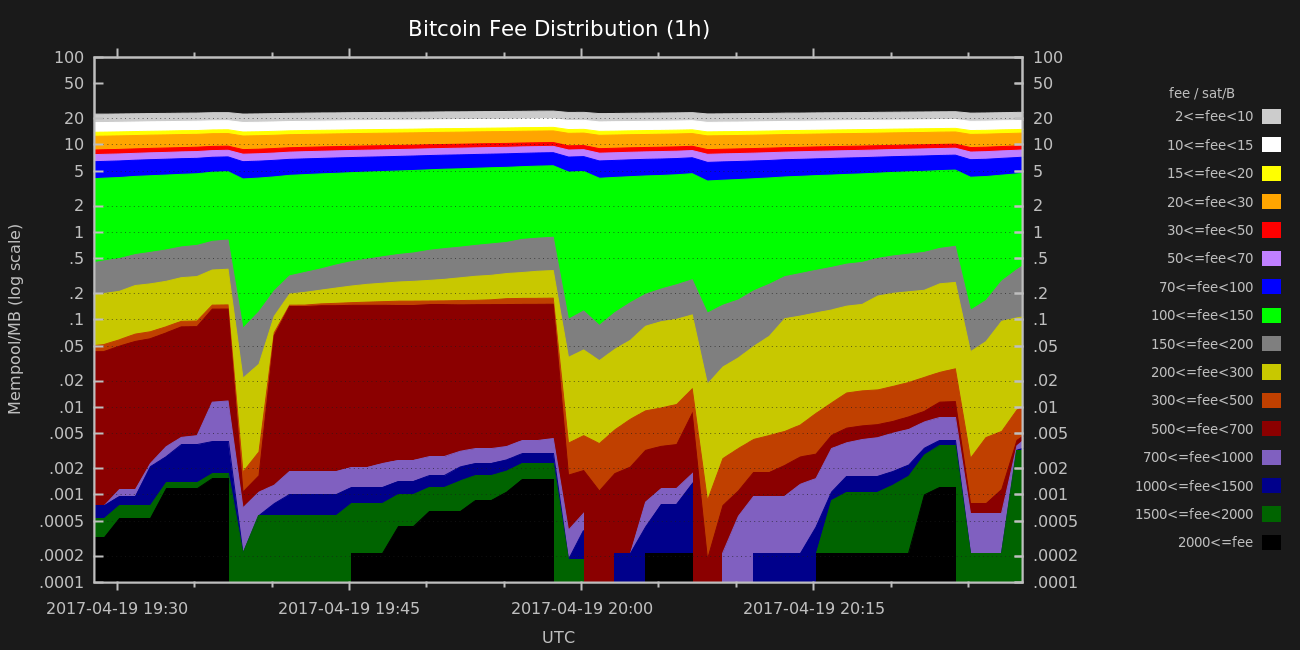 Bitcoin Fee Distribution (1h)
Mempool/MB (log scale)
100
50
20
10
5
2
1
.5
.2
.1
.05
.02
.01
.005
.002
.001
.0005
.0002
.0001
100
50
20
10
5
2
1
.5
.2
.1
.05
.02
.01
.005
.002
.001
.0005
.0002
.0001
fee / sat/B
2<=fee<10
10<=fee<15
15<=fee<20
20<=fee<30
30<=fee<50
50<=fee<70
70<=fee<100
100<=fee<150
150<=fee<200
200<=fee<300
300<=fee<500
500<=fee<700
700<=fee<1000
1000<=fee<1500
1500<=fee<2000
2000<=fee
2017-04-19 19:30
2017-04-19 19:45
2017-04-19 20:00
2017-04-19 20:15
UTC